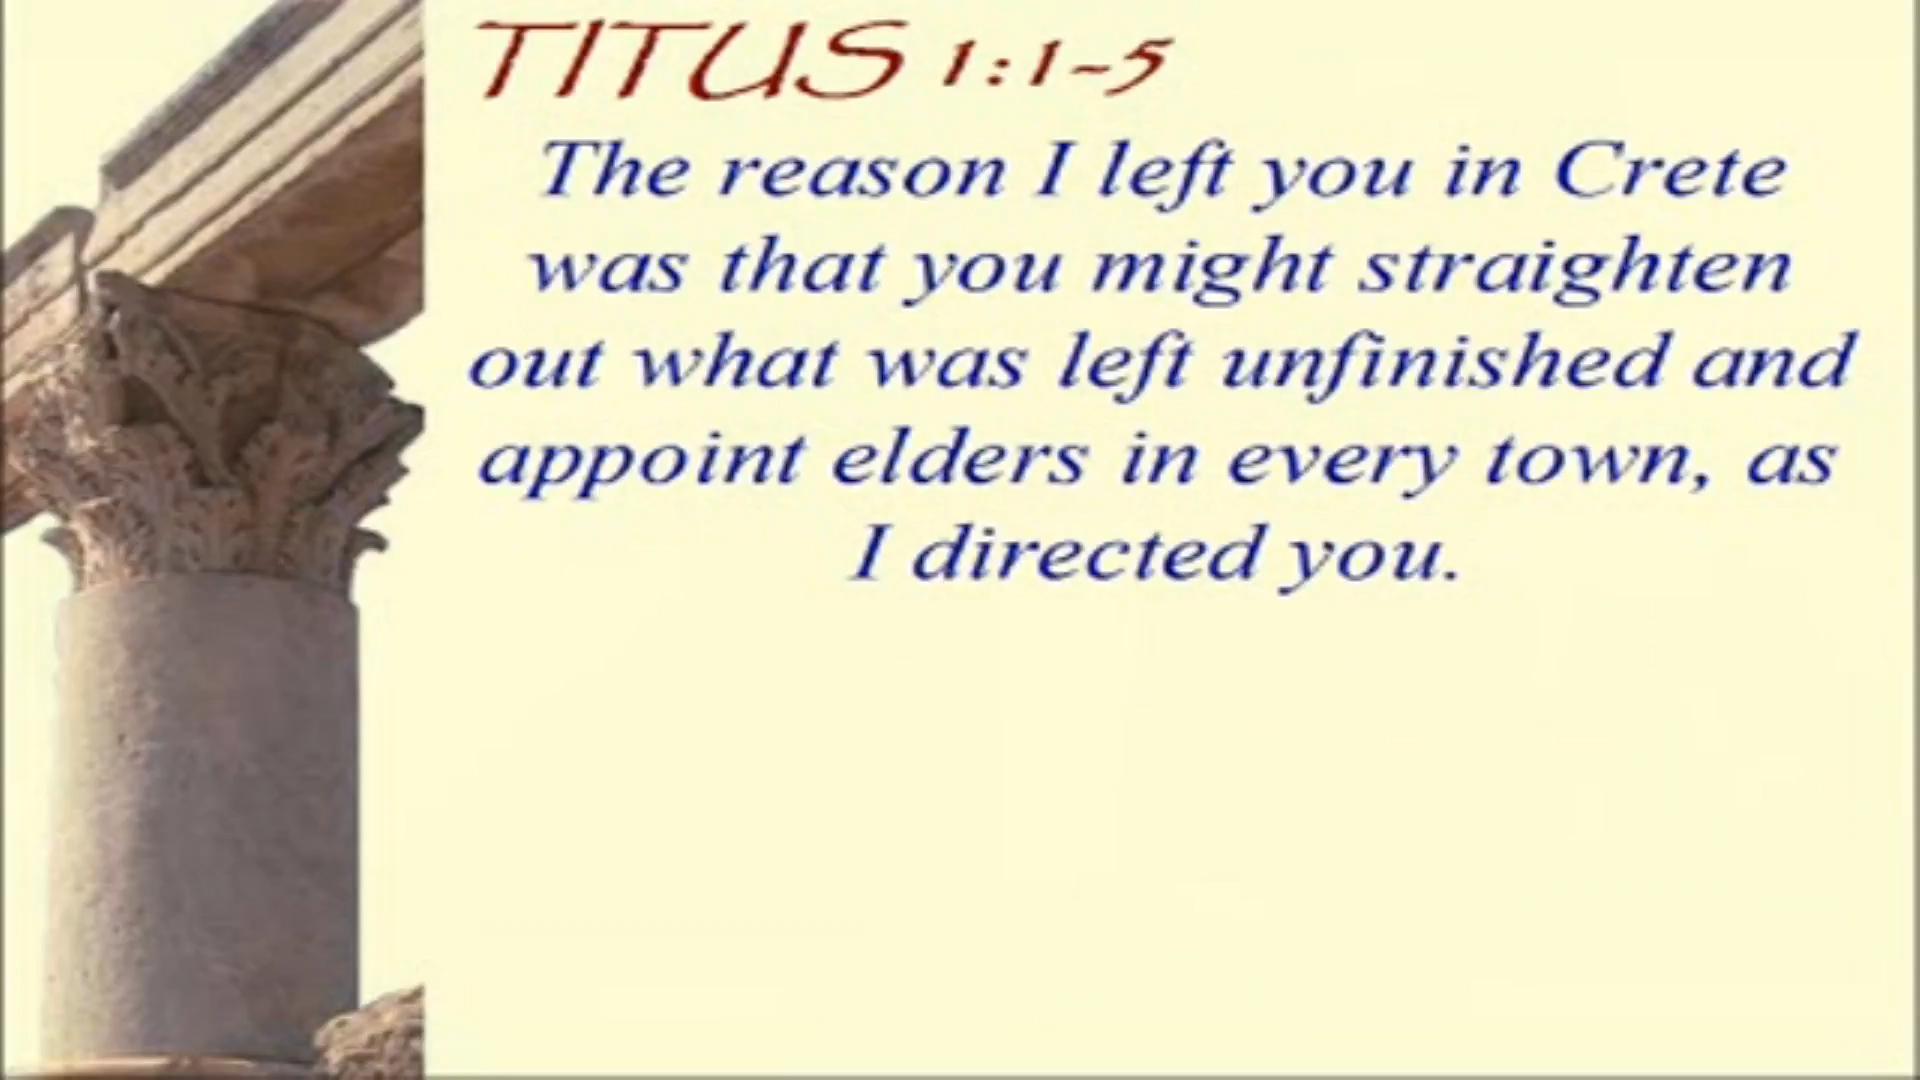 TITUS 1:1-5
The reason I left you in Crete
was that you might straighten
out what was left unfinished and
appoint elders in every town, as
I directed you.